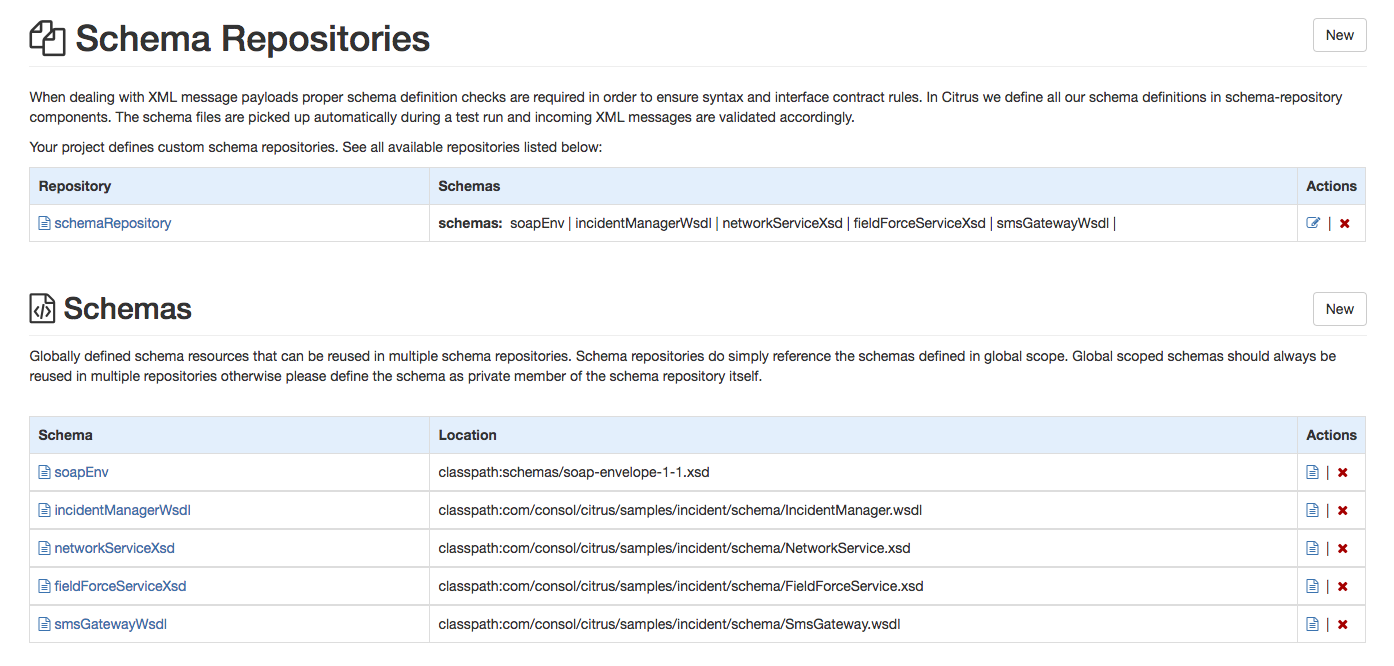 Schema Repositories
New
When dealing with XML message payloads proper schema definition checks are required in order to ensure syntax and interface contract rules. In Citrus we define all our schema definitions in schema-repository
components. The schema files are picked up automatically during a test run and incoming XML messages are validated accordingly.
Your project defines custom schema repositories. See all available repositories listed below:
Repository Schemas Actions
schemaRepository schemas: soapEnv | incidentManagerWsdl | networkServiceXsd | fieldForceServiceXsd | smsGatewayWsdl | |
Schemas
New
Globally defined schema resources that can be reused in multiple schema repositories. Schema repositories do simply reference the schemas defined in global scope. Global scoped schemas should always be
reused in multiple repositories otherwise please define the schema as private member of the schema repository itself.
Schema Location Actions
soapEnv classpath:schemas/soap-envelope-1-1.xsd |
incidentManagerWsdl classpath:com/consol/citrus/samples/incident/schema/IncidentManager.wsdl |
networkServiceXsd classpath:com/consol/citrus/samples/incident/schema/NetworkService.xsd |
fieldForceServiceXsd classpath:com/consol/citrus/samples/incident/schema/FieldForceService.xsd |
smsGatewayWsdl classpath:com/consol/citrus/samples/incident/schema/SmsGateway.wsdl |